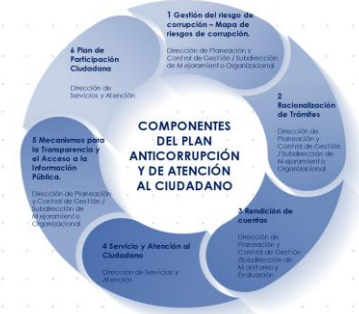 1 Gestión del riesgo de
corrupción – Mapa de
riesgos de corrupción.
Dirección de Planeación y
Control de Gestión / Subdirección
de Mejoramiento Organizacional
2
Racionalización
de Trámites
Dirección de
Planeación y
Control de Gestión
/ Subdirección de
Mejoramiento
Organizacional
3 Rendición de
cuentas
Dirección de
Planeación y
Control de Gestión
/Subdirección de
Monitoreo y
Evaluación
4 Servicio y Atención al
Ciudadano
Dirección de Servicios y
Atención
5 Mecanismos para
la Transparencia y
el Acceso a la
Información
Pública.
Dirección de Planeación
y Control de Gestión /
Subdirección de
Mejoramiento
Organizacional
6 Plan de
Participación
Ciudadana
Dirección de
Servicios y Atención
COMPONENTES
DEL PLAN
ANTICORRUPCIÓN
Y DE ATENCIÓN
AL CIUDADANO